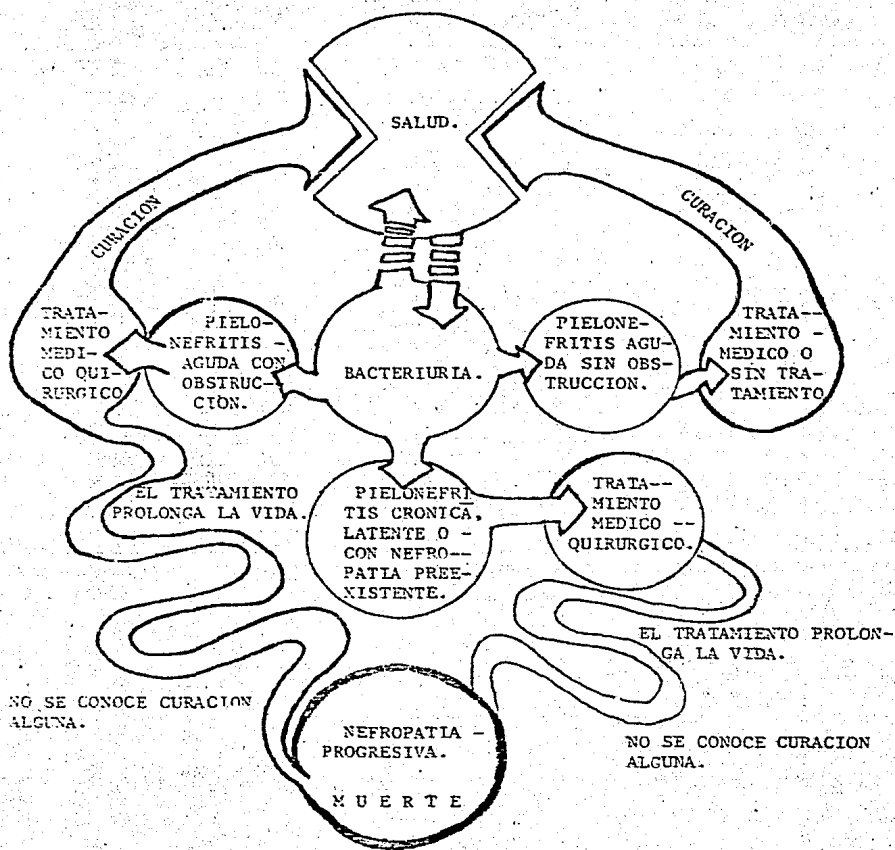 SALUD.
CURACION
CURACION
TRATA-
MIENTO
MEDI-
CO QUI-
RURGICO
PIELO-
NEFRITIS -
AGUDA CON
OBSTRUC-
CION.
BACTERIURIA.
PIELONE-
FRITIS AGU-
DA SIN OBS-
TRUCCION.
TRATA--
MIENTO -
MEDICO O
SIN TRA-
TAMIENTO
EL TRATAMIENTO
PROLONGA LA VIDA.
PIELONEFRI
TIS CRONICA,
LATENTE O -
CON NEFRO--
PATIA PREE-
XISTENTE.
TRATA--
MIENTO
MEDICO --
QUIRURGICO.
EL TRATAMIENTO PROLON-
GA LA VIDA.
NO SE CONOCE CURACION
ALGUNA.
NEFROPATIA -
PROGRESIVA.
M U E R T E
NO SE CONOCE CURACION
ALGUNA.